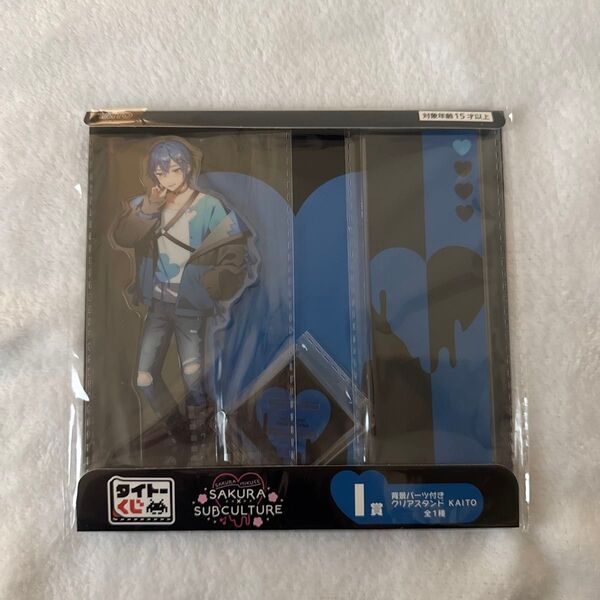 対象年齢15才以上
タイトー
くじ
SAKURA MIKU
SAKURA
×
SUBCULTURE
I賞
背景パーツ付き
クリアスタンド KAITO
全1種